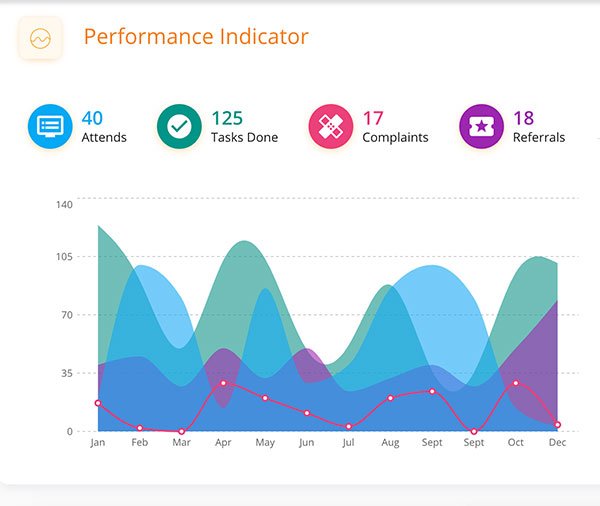 Performance Indicator
40
Attends
125
Tasks Done
17
Complaints
18
Referrals
140
105
70
35
0
Jan Feb Mar Apr May Jun Jul Aug Sept Sept Oct Dec